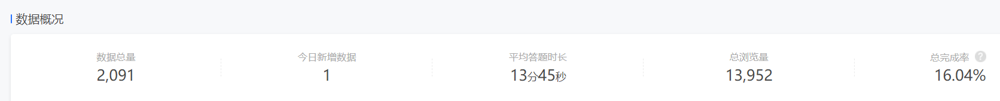 数据概况
数据总量 今日新增数据 平均答题时长 总浏览量 总完成率 ?
2,091 1 13分45秒 13,952 16.04%